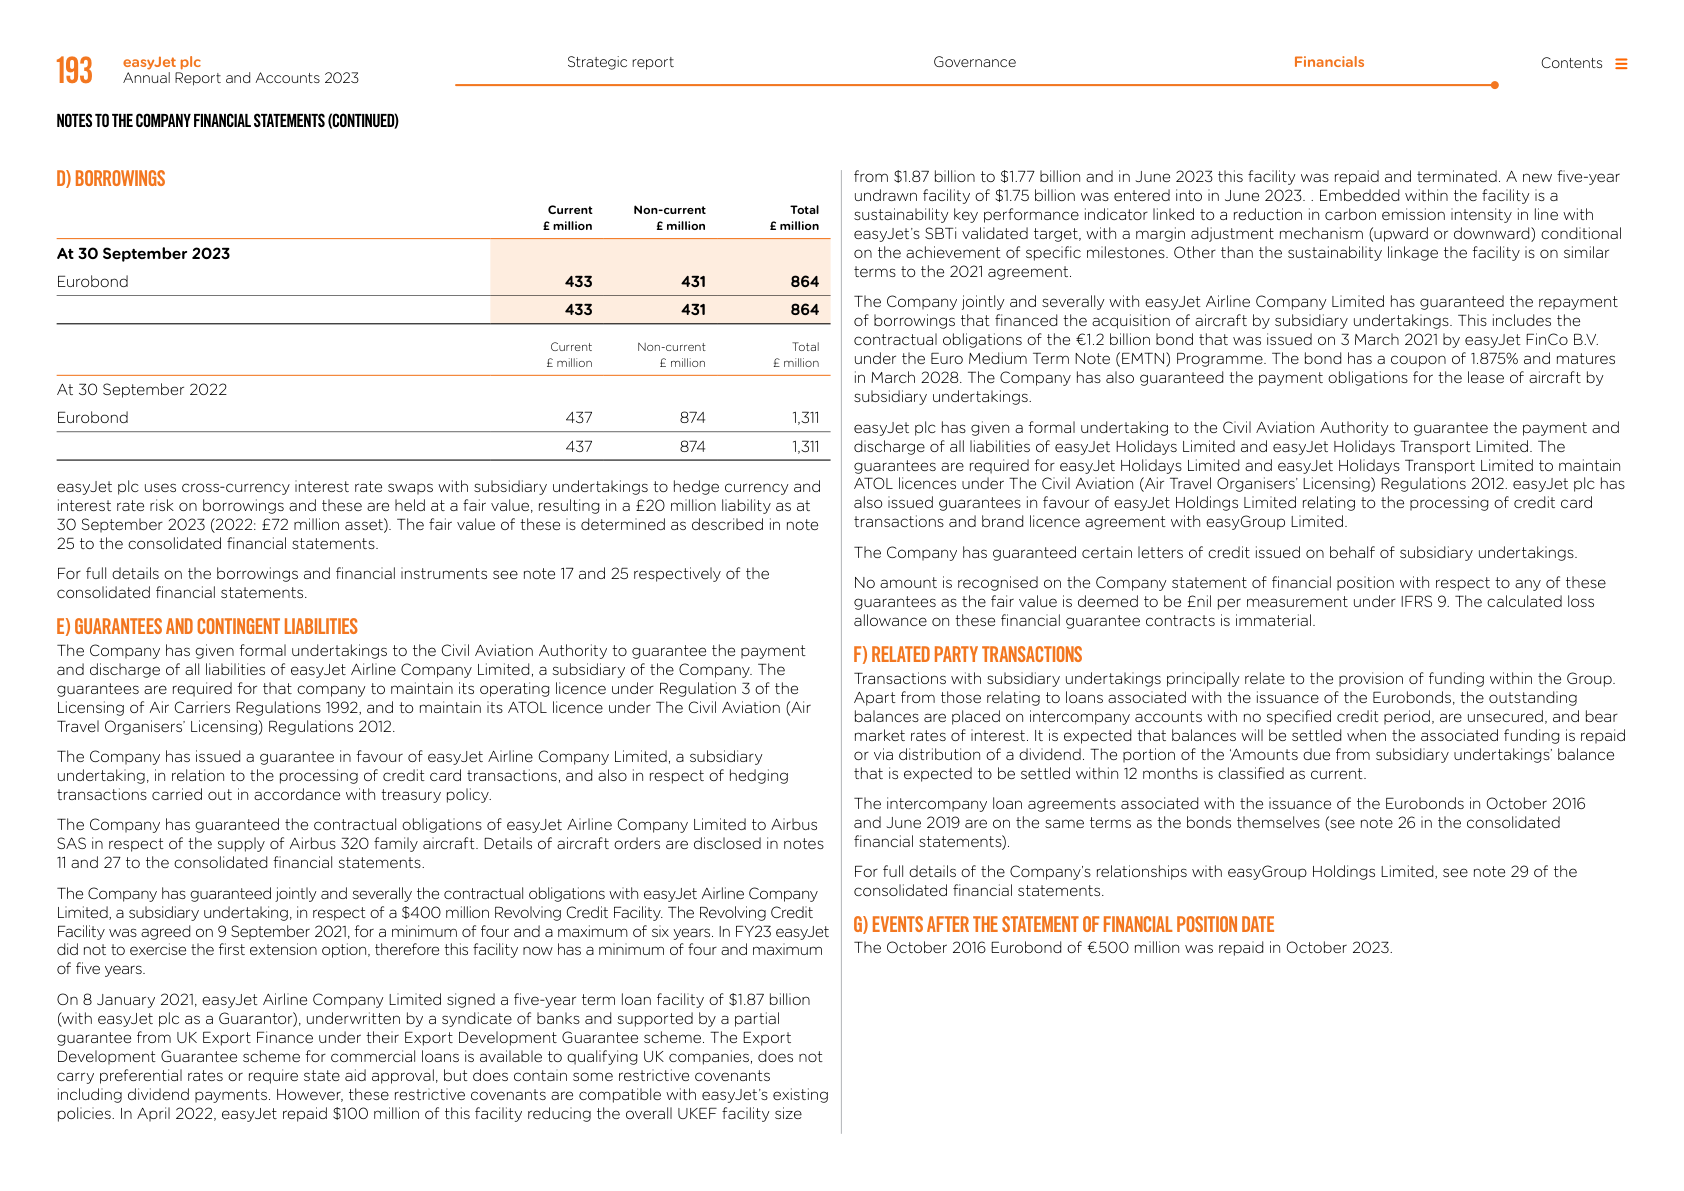 193
easyJet plc
Annual Report and Accounts 2023
Strategic report
Governance
Financials
Contents
NOTES TO THE COMPANY FINANCIAL STATEMENTS (CONTINUED)
D) BORROWINGS
Current Non-current Total
£ million £ million £ million
At 30 September 2023
Eurobond 433 431 864
433 431 864
Current Non-current Total
£ million £ million £ million
At 30 September 2022
Eurobond 437 874 1,311
437 874 1,311
easyJet plc uses cross-currency interest rate swaps with subsidiary undertakings to hedge currency and
interest rate risk on borrowings and these are held at a fair value, resulting in a £20 million liability as at
30 September 2023 (2022: £72 million asset). The fair value of these is determined as described in note
25 to the consolidated financial statements.
For full details on the borrowings and financial instruments see note 17 and 25 respectively of the
consolidated financial statements.
E) GUARANTEES AND CONTINGENT LIABILITIES
The Company has given formal undertakings to the Civil Aviation Authority to guarantee the payment
and discharge of all liabilities of easyJet Airline Company Limited, a subsidiary of the Company. The
guarantees are required for that company to maintain its operating licence under Regulation 3 of the
Licensing of Air Carriers Regulations 1992, and to maintain its ATOL licence under The Civil Aviation (Air
Travel Organisers' Licensing) Regulations 2012.
The Company has issued a guarantee in favour of easyJet Airline Company Limited, a subsidiary
undertaking, in relation to the processing of credit card transactions, and also in respect of hedging
transactions carried out in accordance with treasury policy.
The Company has guaranteed the contractual obligations of easyJet Airline Company Limited to Airbus
SAS in respect of the supply of Airbus 320 family aircraft. Details of aircraft orders are disclosed in notes
11 and 27 to the consolidated financial statements.
The Company has guaranteed jointly and severally the contractual obligations with easyJet Airline Company
Limited, a subsidiary undertaking, in respect of a $400 million Revolving Credit Facility. The Revolving Credit
Facility was agreed on 9 September 2021, for a minimum of four and a maximum of six years. In FY23 easyJet
did not to exercise the first extension option, therefore this facility now has a minimum of four and maximum
of five years.
On 8 January 2021, easyJet Airline Company Limited signed a five-year term loan facility of $1.87 billion
(with easyJet plc as a Guarantor), underwritten by a syndicate of banks and supported by a partial
guarantee from UK Export Finance under their Export Development Guarantee scheme. The Export
Development Guarantee scheme for commercial loans is available to qualifying UK companies, does not
carry preferential rates or require state aid approval, but does contain some restrictive covenants
including dividend payments. However, these restrictive covenants are compatible with easyJet's existing
policies. In April 2022, easyJet repaid $100 million of this facility reducing the overall UKEF facility size
from $1.87 billion to $1.77 billion and in June 2023 this facility was repaid and terminated. A new five-year
undrawn facility of $1.75 billion was entered into in June 2023. . Embedded within the facility is a
sustainability key performance indicator linked to a reduction in carbon emission intensity in line with
easyJet's SBTi validated target, with a margin adjustment mechanism (upward or downward) conditional
on the achievement of specific milestones. Other than the sustainability linkage the facility is on similar
terms to the 2021 agreement.
The Company jointly and severally with easyJet Airline Company Limited has guaranteed the repayment
of borrowings that financed the acquisition of aircraft by subsidiary undertakings. This includes the
contractual obligations of the €1.2 billion bond that was issued on 3 March 2021 by easyJet FinCo B.V.
under the Euro Medium Term Note (EMTN) Programme. The bond has a coupon of 1.875% and matures
in March 2028. The Company has also guaranteed the payment obligations for the lease of aircraft by
subsidiary undertakings.
easyJet plc has given a formal undertaking to the Civil Aviation Authority to guarantee the payment and
discharge of all liabilities of easyJet Holidays Limited and easyJet Holidays Transport Limited. The
guarantees are required for easyJet Holidays Limited and easyJet Holidays Transport Limited to maintain
ATOL licences under The Civil Aviation (Air Travel Organisers' Licensing) Regulations 2012. easyJet plc has
also issued guarantees in favour of easyJet Holdings Limited relating to the processing of credit card
transactions and brand licence agreement with easyGroup Limited.
The Company has guaranteed certain letters of credit issued on behalf of subsidiary undertakings.
No amount is recognised on the Company statement of financial position with respect to any of these
guarantees as the fair value is deemed to be £nil per measurement under IFRS 9. The calculated loss
allowance on these financial guarantee contracts is immaterial.
F) RELATED PARTY TRANSACTIONS
Transactions with subsidiary undertakings principally relate to the provision of funding within the Group.
Apart from those relating to loans associated with the issuance of the Eurobonds, the outstanding
balances are placed on intercompany accounts with no specified credit period, are unsecured, and bear
market rates of interest. It is expected that balances will be settled when the associated funding is repaid
or via distribution of a dividend. The portion of the 'Amounts due from subsidiary undertakings' balance
that is expected to be settled within 12 months is classified as current.
The intercompany loan agreements associated with the issuance of the Eurobonds in October 2016
and June 2019 are on the same terms as the bonds themselves (see note 26 in the consolidated
financial statements).
For full details of the Company's relationships with easyGroup Holdings Limited, see note 29 of the
consolidated financial statements.
G) EVENTS AFTER THE STATEMENT OF FINANCIAL POSITION DATE
The October 2016 Eurobond of €500 million was repaid in October 2023.